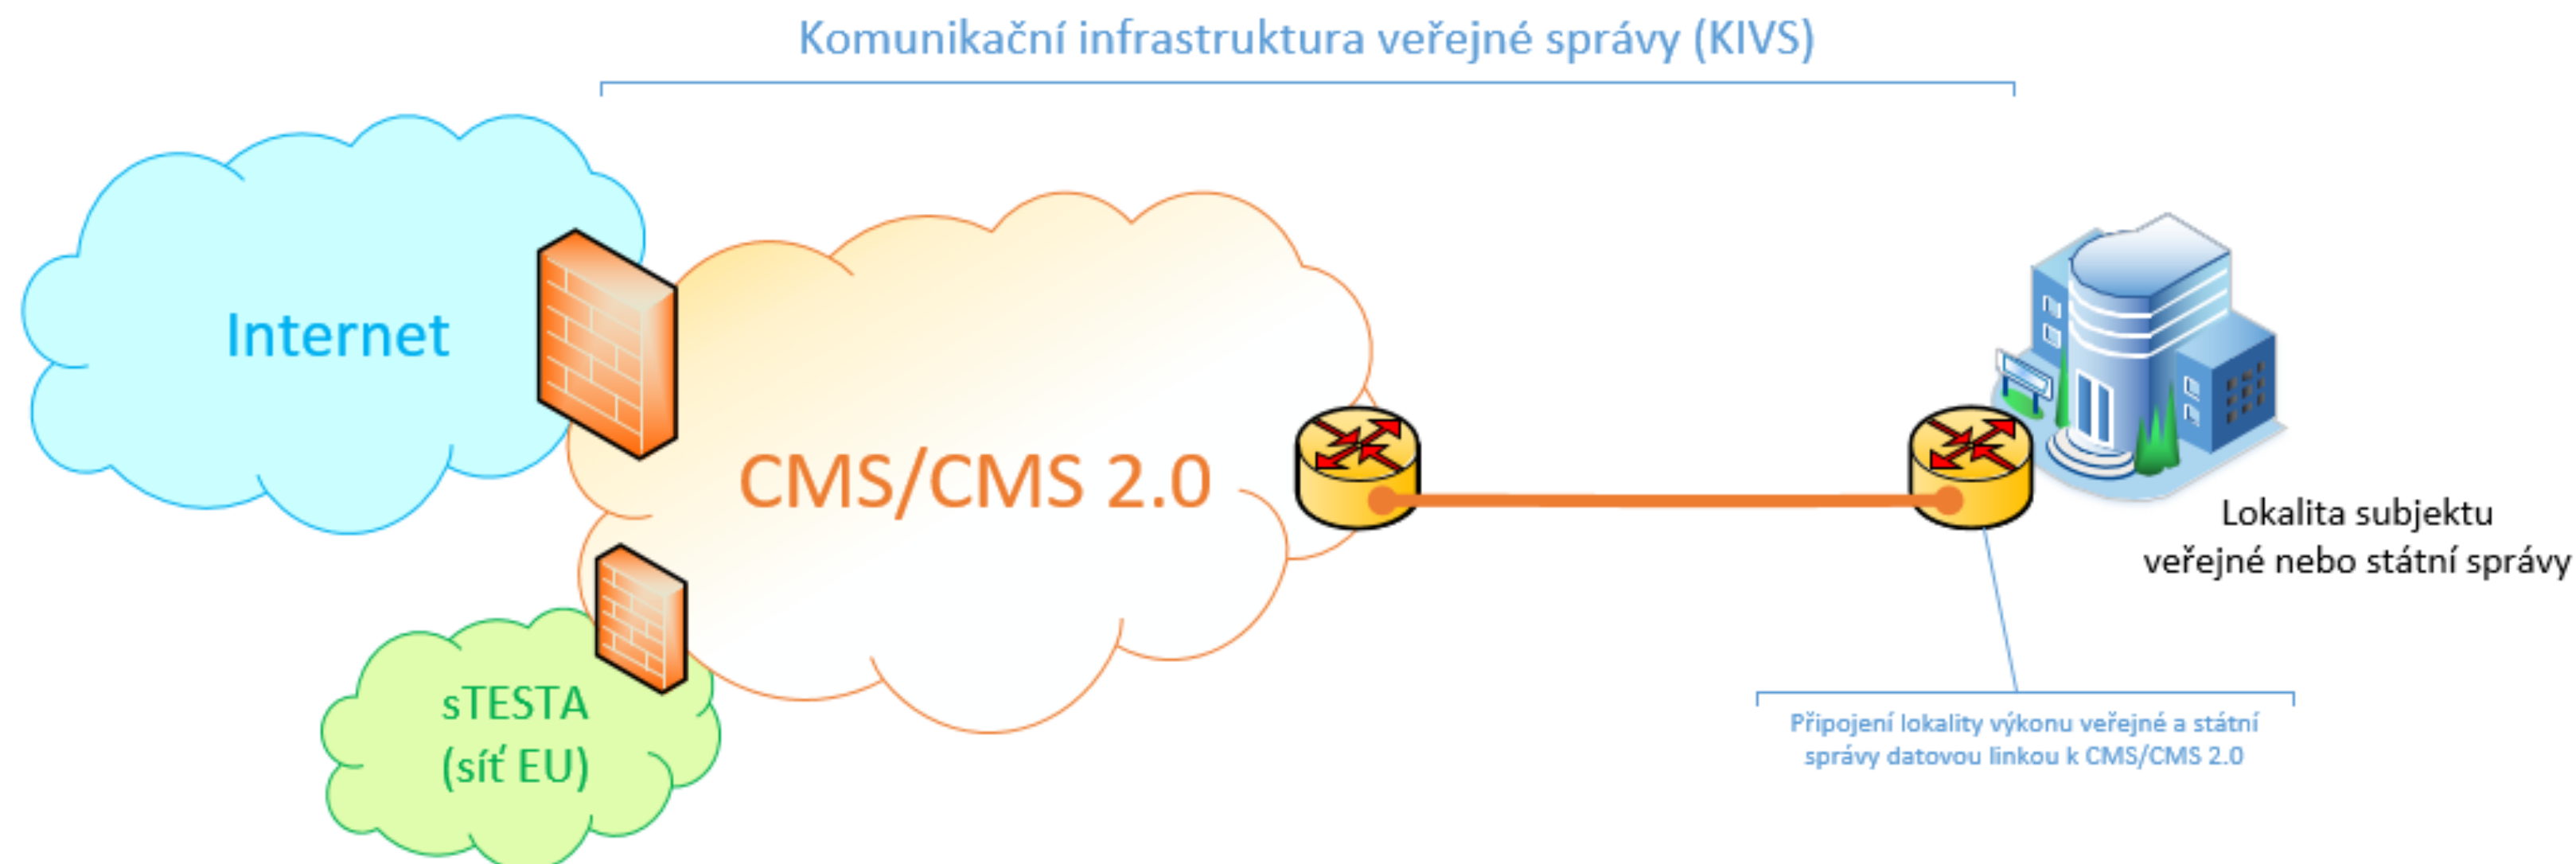 Komunikační infrastruktura veřejné správy (KIVS)
Internet
CMS/CMS 2.0
Lokalita subjektu
veřejné nebo státní správy
sTESTA
(síť EU)
Připojení lokality výkonu veřejné a státní
správy datovou linkou k CMS/CMS 2.0